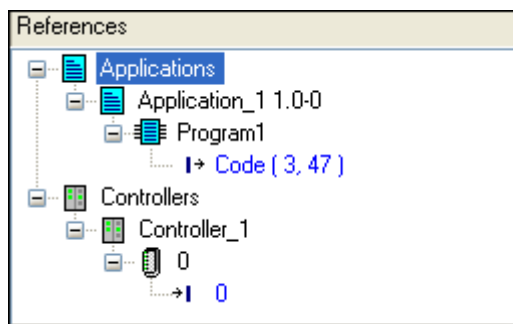 References
Applications
Application_1 1.0-0
Program1
Code ( 3, 47 )
Controllers
Controller_1
0
0